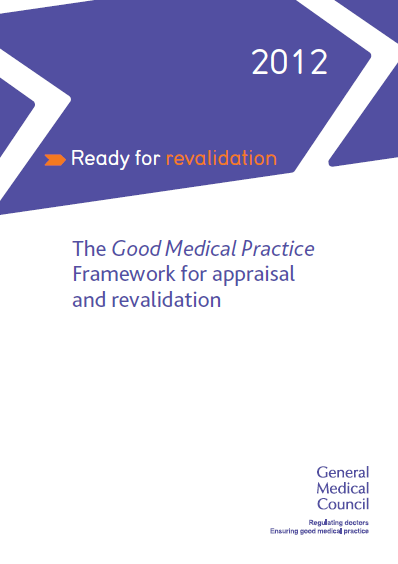 2012
Ready for revalidation
The Good Medical Practice
Framework for appraisal
and revalidation
General
Medical
Council
Regulating doctors
Ensuring good medical practice